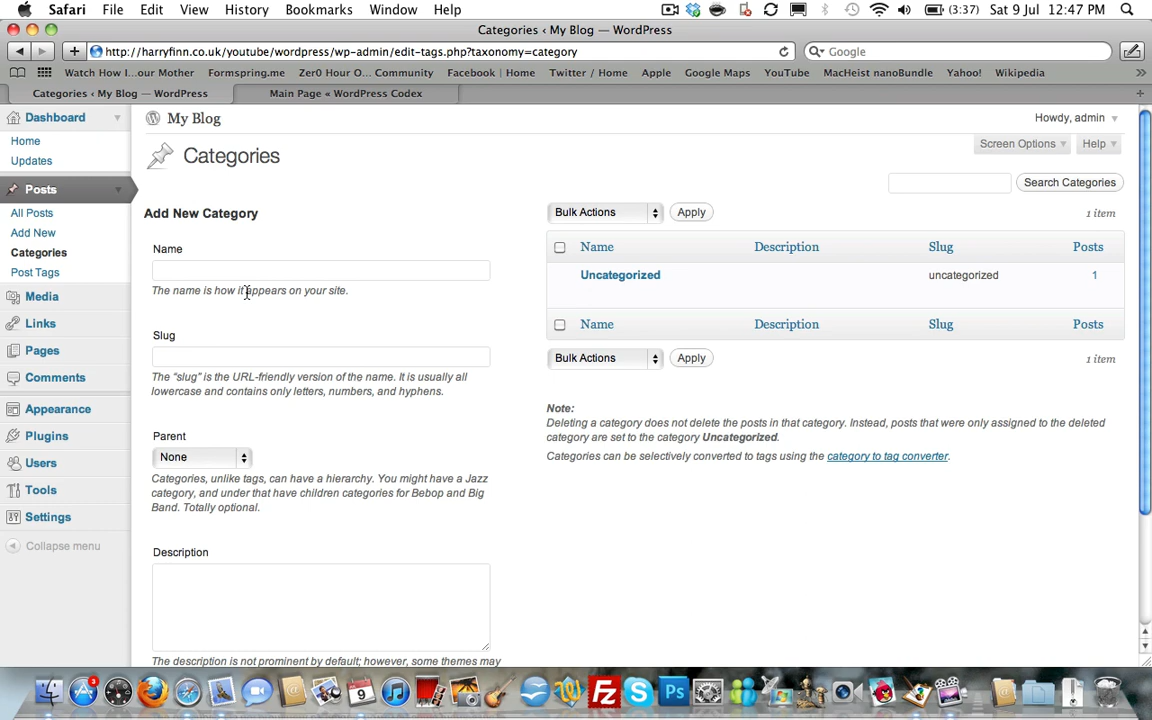 Safari File Edit View History Bookmarks Window Help (3:37) Sat 9 Jul 12:47 PM
Categories ‹ My Blog — WordPress
http://harryfinn.co.uk/youtube/wordpress/wp-admin/edit-tags.php?taxonomy=category Google
Watch How I...our Mother Formspring.me Zer0 Hour O... Community Facebook | Home Twitter / Home Apple Google Maps YouTube MacHeist nanoBundle Yahoo! Wikipedia
Categories ‹ My Blog — WordPress Main Page « WordPress Codex
Dashboard
Home
Updates
Posts
All Posts
Add New
Categories
Post Tags
Media
Links
Pages
Comments
Appearance
Plugins
Users
Tools
Settings
Collapse menu
My Blog Howdy, admin
Screen Options Help
Categories
Search Categories
Add New Category
Name
The name is how it appears on your site.
Slug
The “slug” is the URL-friendly version of the name. It is usually all
lowercase and contains only letters, numbers, and hyphens.
Parent
None
Categories, unlike tags, can have a hierarchy. You might have a Jazz
category, and under that have children categories for Bebop and Big
Band. Totally optional.
Description
The description is not prominent by default; however, some themes may
Bulk Actions Apply 1 item
Name Description Slug Posts
Uncategorized uncategorized 1
Name Description Slug Posts
Bulk Actions Apply 1 item
Note:
Deleting a category does not delete the posts in that category. Instead, posts that were only assigned to the deleted
category are set to the category Uncategorized.
Categories can be selectively converted to tags using the category to tag converter.
3
9